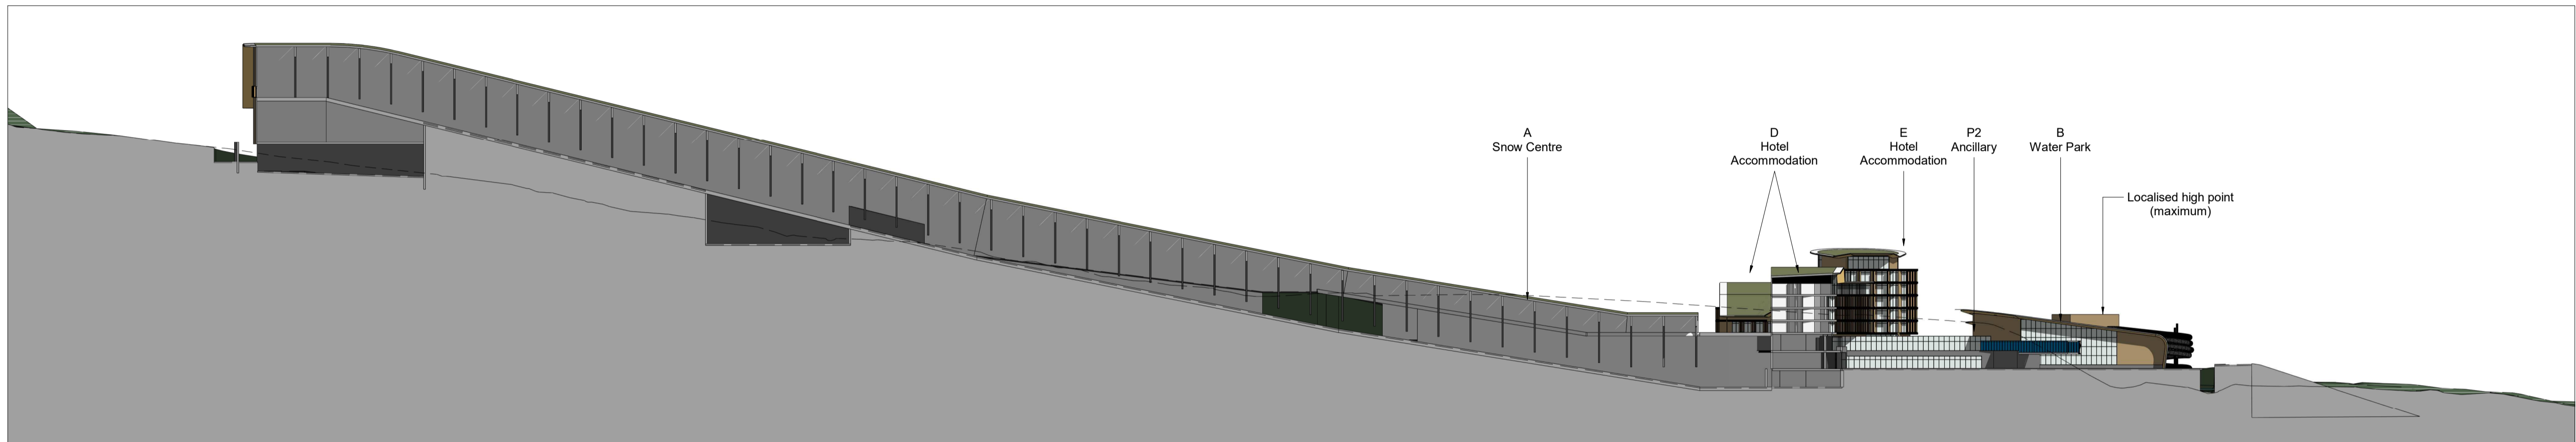 A
Snow Centre
D
Hotel
Accommodation
E
Hotel
Accommodation
P2
Ancillary
B
Water Park
Localised high point
(maximum)